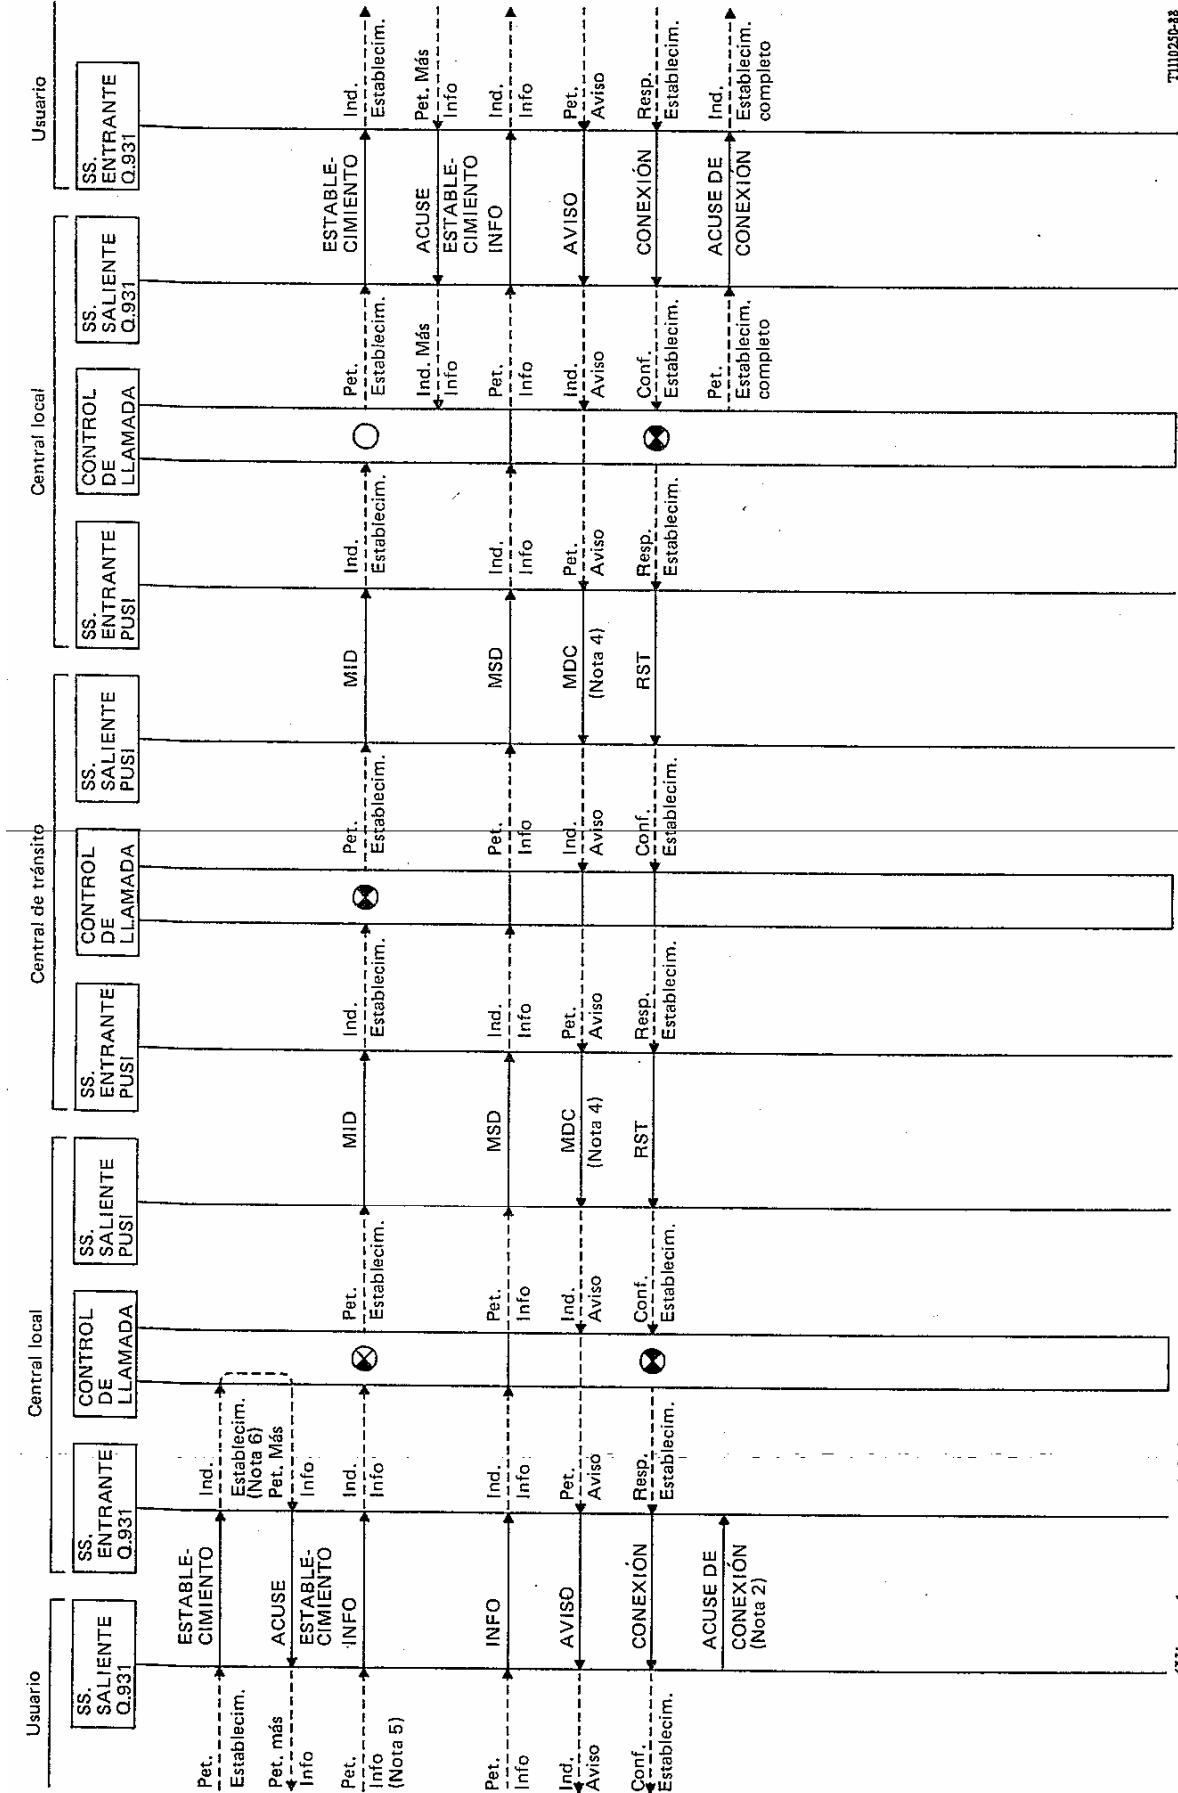 Usuario
Central local
Central de tránsito
Central local
Usuario
SS.
SALIENTE
Q.931
SS.
ENTRANTE
Q.931
CONTROL
DE
LLAMADA
SS.
SALIENTE
PUSI
SS.
ENTRANTE
PUSI
CONTROL
DE
LLAMADA
SS.
SALIENTE
PUSI
SS.
ENTRANTE
PUSI
CONTROL
DE
LLAMADA
SS.
SALIENTE
Q.931
SS.
ENTRANTE
Q.931
Pet.
Establecim.
ESTABLE-
CIMIENTO
Ind.
Establecim.
(Nota 6)
Pet. más
Info
ACUSE
ESTABLE-
CIMIENTO
Pet. Más
Info
Pet.
Info
(Nota 5)
INFO
Ind.
Info
Pet.
Establecim.
MID
Ind.
Establecim.
Pet.
Establecim.
MID
Ind.
Establecim.
Pet.
Establecim.
ESTABLE-
CIMIENTO
Ind.
Establecim.
Ind. Más
Info
ACUSE
ESTABLE-
CIMIENTO
Pet. Más
Info
Pet.
Info
INFO
Ind.
Info
Pet.
Info
MSD
Ind.
Info
Pet.
Info
MSD
Ind.
Info
Pet.
Info
INFO
Ind.
Info
Ind.
Aviso
AVISO
Pet.
Aviso
Ind.
Aviso
MDC
(Nota 4)
Pet.
Aviso
Ind.
Aviso
MDC
(Nota 4)
Pet.
Aviso
Ind.
Aviso
AVISO
Pet.
Aviso
Conf.
Establecim.
CONEXIÓN
Resp.
Establecim.
Conf.
Establecim.
RST
Resp.
Establecim.
Conf.
Establecim.
RST
Resp.
Establecim.
Conf.
Establecim.
CONEXIÓN
Resp.
Establecim.
ACUSE DE
CONEXIÓN
(Nota 2)
Pet.
Establecim.
completo
ACUSE DE
CONEXIÓN
Ind.
Establecim.
completo
T1110250-88